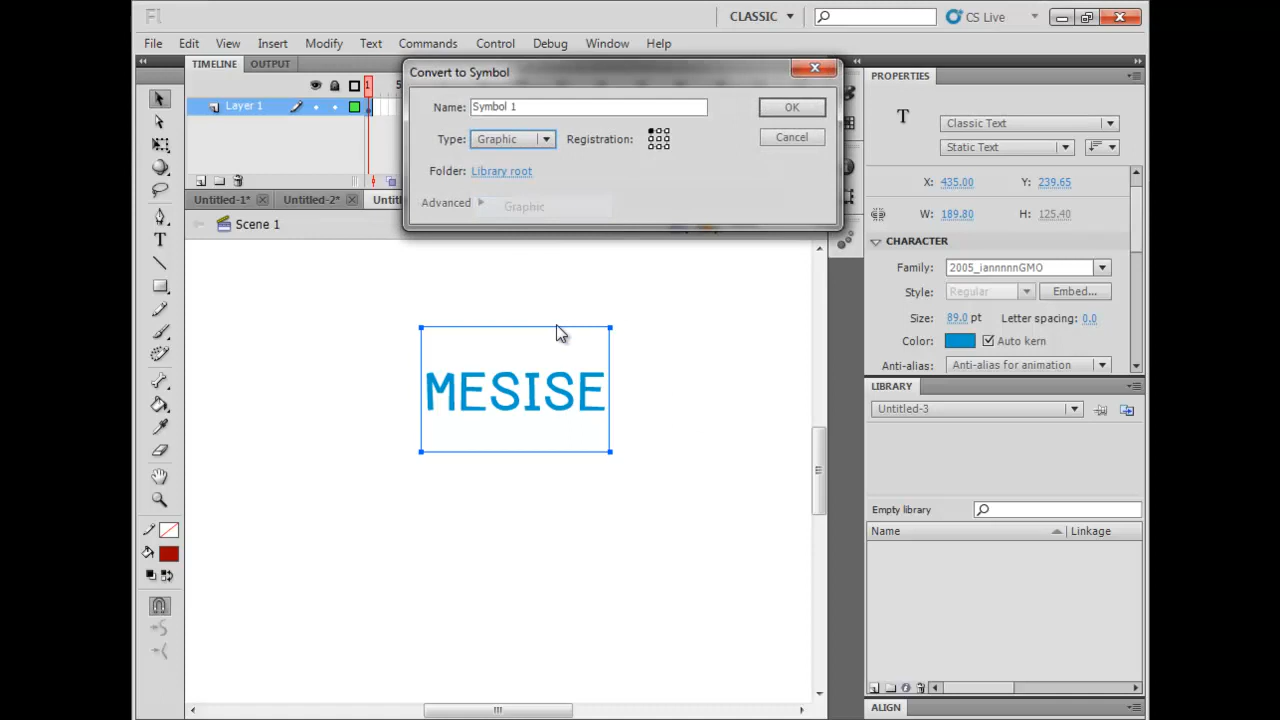 Fl
CLASSIC
CS Live
File Edit View Insert Modify Text Commands Control Debug Window Help
TIMELINE OUTPUT
1 5
Layer 1
Untitled-1* Untitled-2*
Scene 1
Convert to Symbol
Name: Symbol 1 OK
Type: Graphic Registration: Cancel
Folder: Library root
Advanced
Graphic
MESISE
PROPERTIES
T
Classic Text
Static Text
X: 435.00 Y: 239.65
W: 189.80 H: 125.40
CHARACTER
Family: 2005_iannnnnGMO
Style: Regular Embed...
Size: 89.0 pt Letter spacing: 0.0
Color: Auto kern
Anti-alias: Anti-alias for animation
LIBRARY
Untitled-3
Empty library
Name Linkage
ALIGN